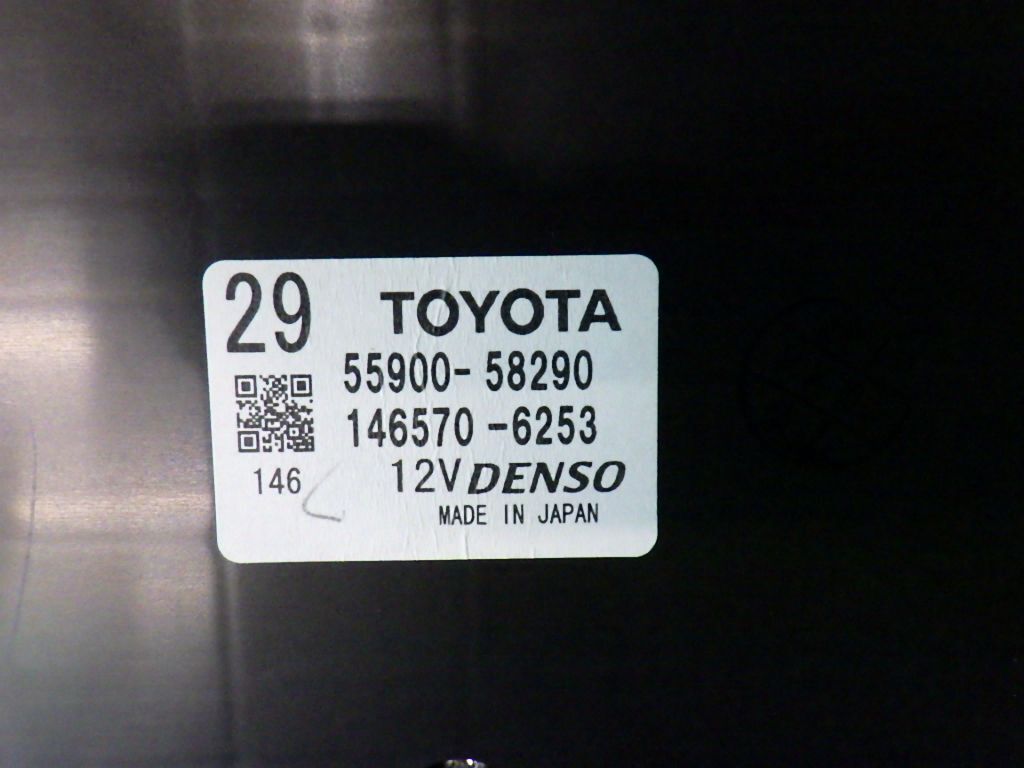 29
TOYOTA
55900-58290
146570-6253
146
12V DENSO
MADE IN JAPAN